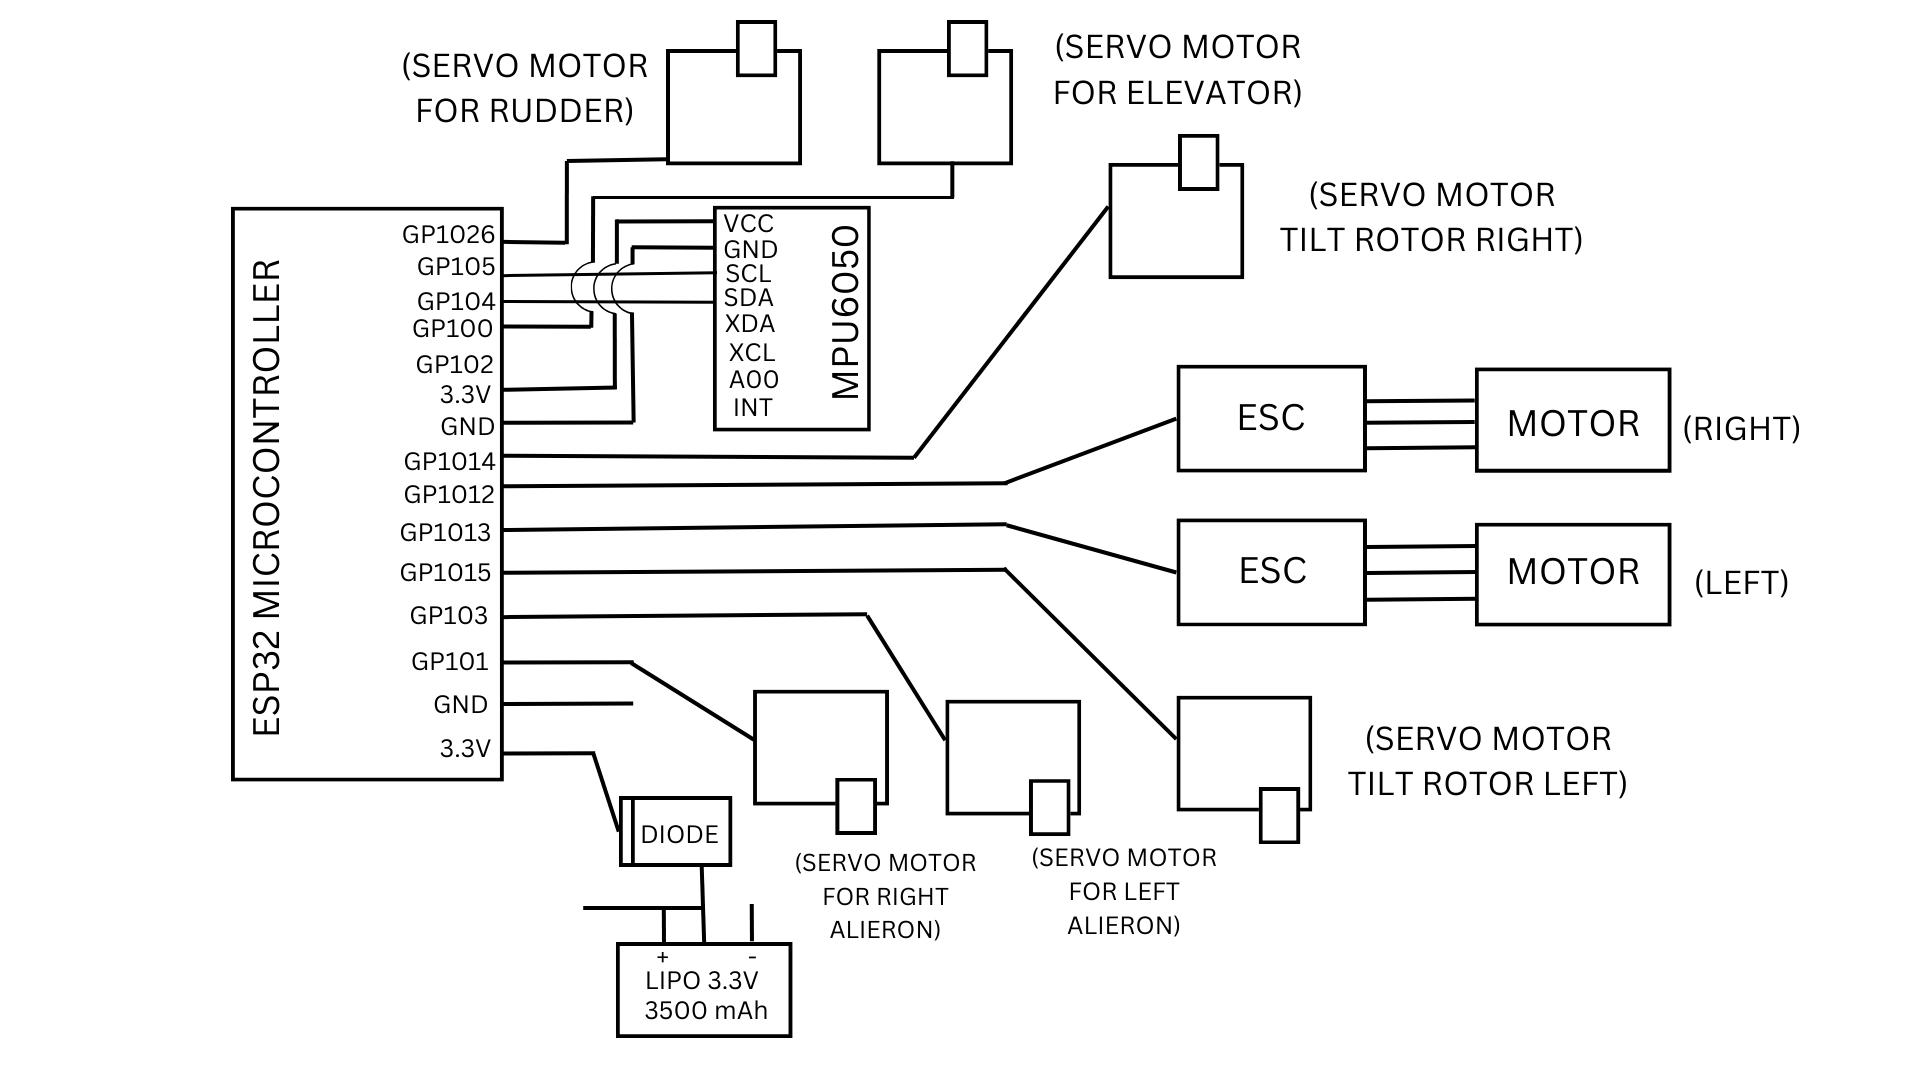 (SERVO MOTOR
FOR RUDDER)
(SERVO MOTOR
FOR ELEVATOR)
(SERVO MOTOR
TILT ROTOR RIGHT)
ESP32 MICROCONTROLLER
GP1026
GP105
GP104
GP100
GP102
3.3V
GND
GP1014
GP1012
GP1013
GP1015
GP103
GP101
GND
3.3V
VCC
GND
SCL
SDA
XDA
XCL
A00
INT
MPU6050
ESC
MOTOR
(RIGHT)
ESC
MOTOR
(LEFT)
(SERVO MOTOR
TILT ROTOR LEFT)
DIODE
(SERVO MOTOR
FOR RIGHT
ALIERON)
(SERVO MOTOR
FOR LEFT
ALIERON)
+ -
LIPO 3.3V
3500 mAh